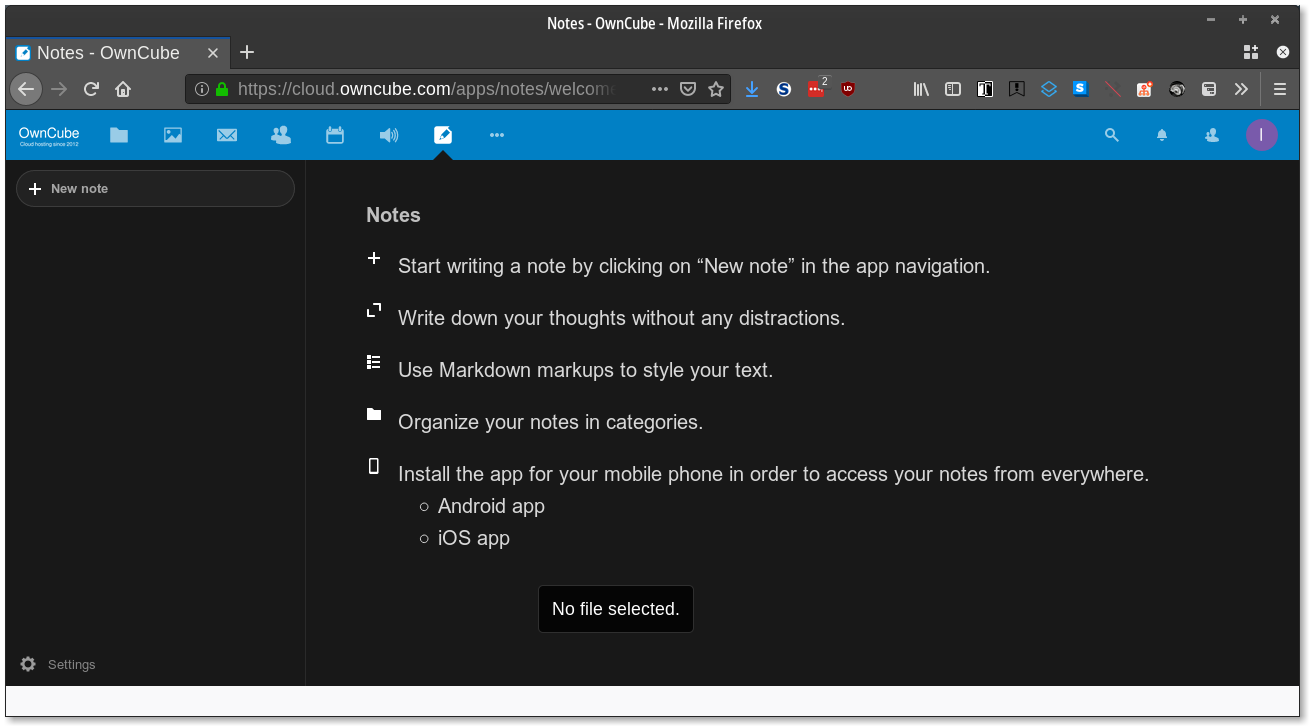 Notes - OwnCube - Mozilla Firefox
Notes - OwnCube
https://cloud.owncube.com/apps/notes/welcome
2
OwnCube
Cloud hosting since 2012
I
New note
Notes
Start writing a note by clicking on “New note” in the app navigation.
Write down your thoughts without any distractions.
Use Markdown markups to style your text.
Organize your notes in categories.
Install the app for your mobile phone in order to access your notes from everywhere.
Android app
iOS app
No file selected.
Settings